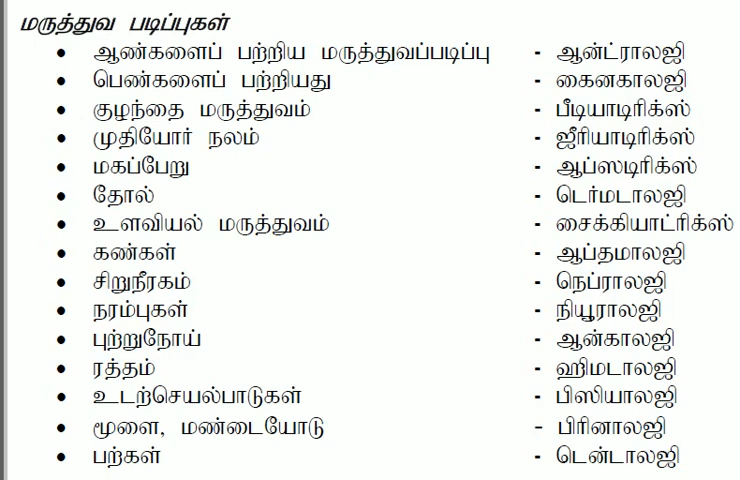 மருத்துவ படிப்புகள்
• ஆண்களைப் பற்றிய மருத்துவப்படிப்பு - ஆன்ட்ராலஜி
• பெண்களைப் பற்றியது - கைனகாலஜி
• குழந்தை மருத்துவம் - பீடியாடிரிக்ஸ்
• முதியோர் நலம் - ஜீரியாடிரிக்ஸ்
• மகப்பேறு - ஆப்ஸடிரிக்ஸ்
• தோல் - டெர்மடாலஜி
• உளவியல் மருத்துவம் - சைக்கியாட்ரிக்ஸ்
• கண்கள் - ஆப்தமாலஜி
• சிறுநீரகம் - நெப்ராலஜி
• நரம்புகள் - நியூராலஜி
• புற்றுநோய் - ஆன்காலஜி
• ரத்தம் - ஹிமடாலஜி
• உடற்செயல்பாடுகள் - பிஸியாலஜி
• மூளை, மண்டையோடு - பிரினாலஜி
• பற்கள் - டென்டாலஜி